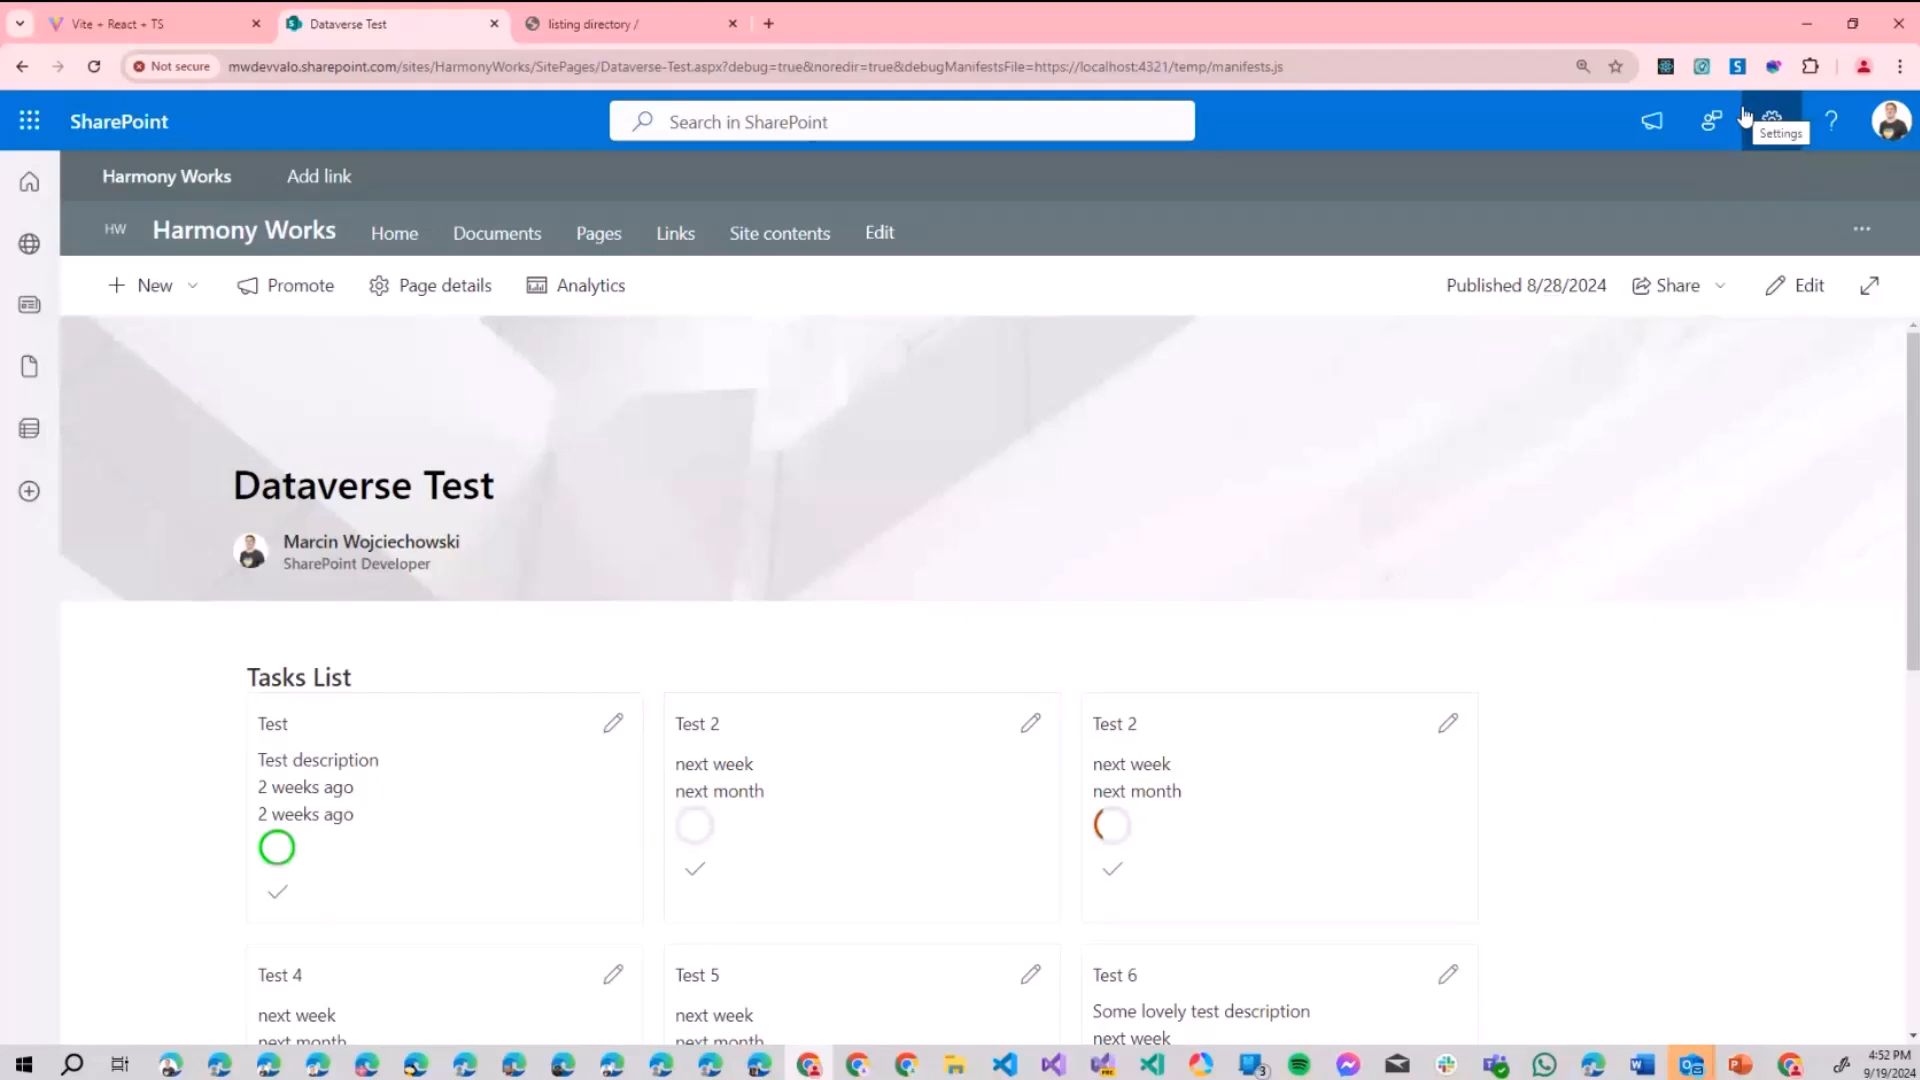 Vite + React + TS
Dataverse Test
listing directory /
Not secure
mwdevvalo.sharepoint.com/sites/HarmonyWorks/SitePages/Dataverse-Test.aspx?debug=true&noredir=true&debugManifestsFile=https://localhost:4321/temp/manifests.js
SharePoint
Search in SharePoint
Settings
Harmony Works
Add link
HW
Harmony Works
Home
Documents
Pages
Links
Site contents
Edit
New
Promote
Page details
Analytics
Published 8/28/2024
Share
Edit
Dataverse Test
Marcin Wojciechowski
SharePoint Developer
Tasks List
Test
Test description
2 weeks ago
2 weeks ago
Test 2
next week
next month
Test 2
next week
next month
Test 4
next week
next month
Test 5
next week
next month
Test 6
Some lovely test description
next week
4:52 PM
9/19/2024